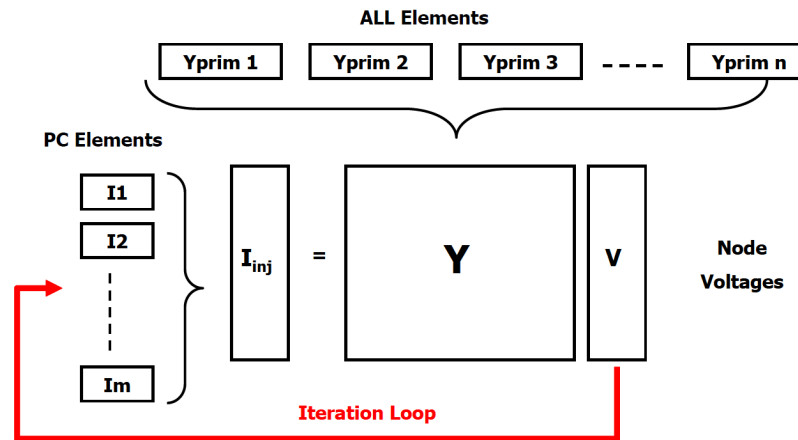 ALL Elements
Yprim 1
Yprim 2
Yprim 3
Yprim n
PC Elements
I1
I2
Im
Iinj
=
Y
V
Node
Voltages
Iteration Loop